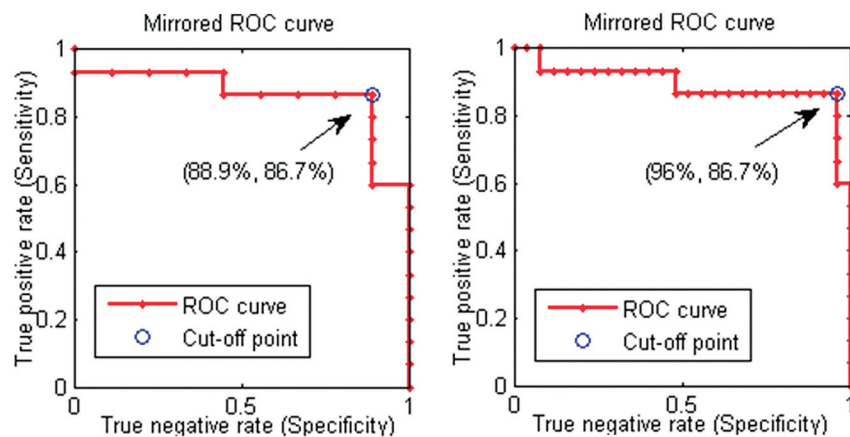 Mirrored ROC curve
True positive rate (Sensitivity)
1
0.8
0.6
0.4
0.2
0
(88.9%, 86.7%)
ROC curve
Cut-off point
0
0.5
1
True negative rate (Specificity)
Mirrored ROC curve
True positive rate (Sensitivity)
1
0.8
0.6
0.4
0.2
0
(96%, 86.7%)
ROC curve
Cut-off point
0
0.5
1
True negative rate (Specificity)